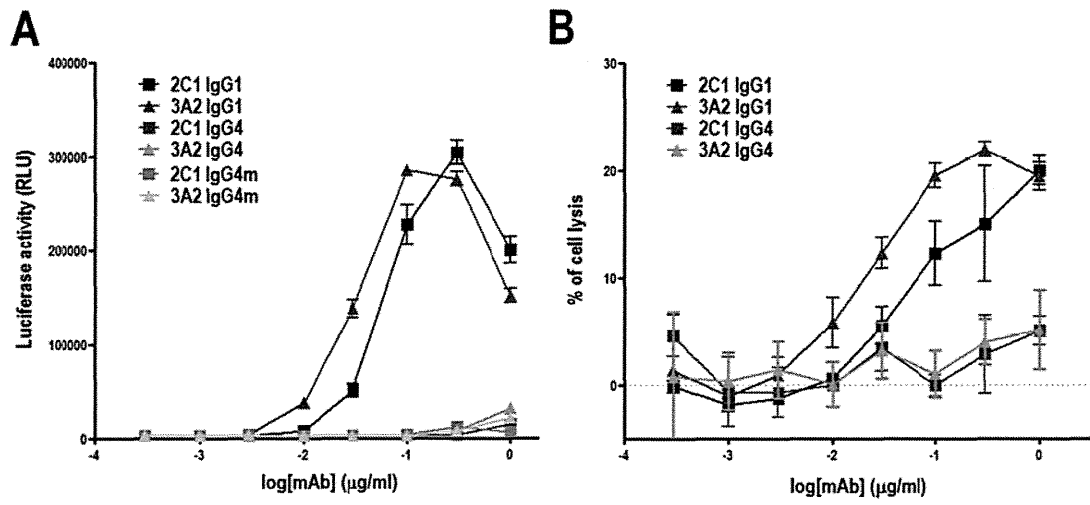 A
Luciferase activity (RLU)
400000
300000
200000
100000
0
2C1 IgG1
3A2 IgG1
2C1 IgG4
3A2 IgG4
2C1 IgG4m
3A2 IgG4m
-4
-3
-2
-1
0
log[mAb] (µg/ml)
B
% of cell lysis
30
20
10
0
2C1 IgG1
3A2 IgG1
2C1 IgG4
3A2 IgG4
-4
-3
-2
-1
0
log[mAb] (µg/ml)